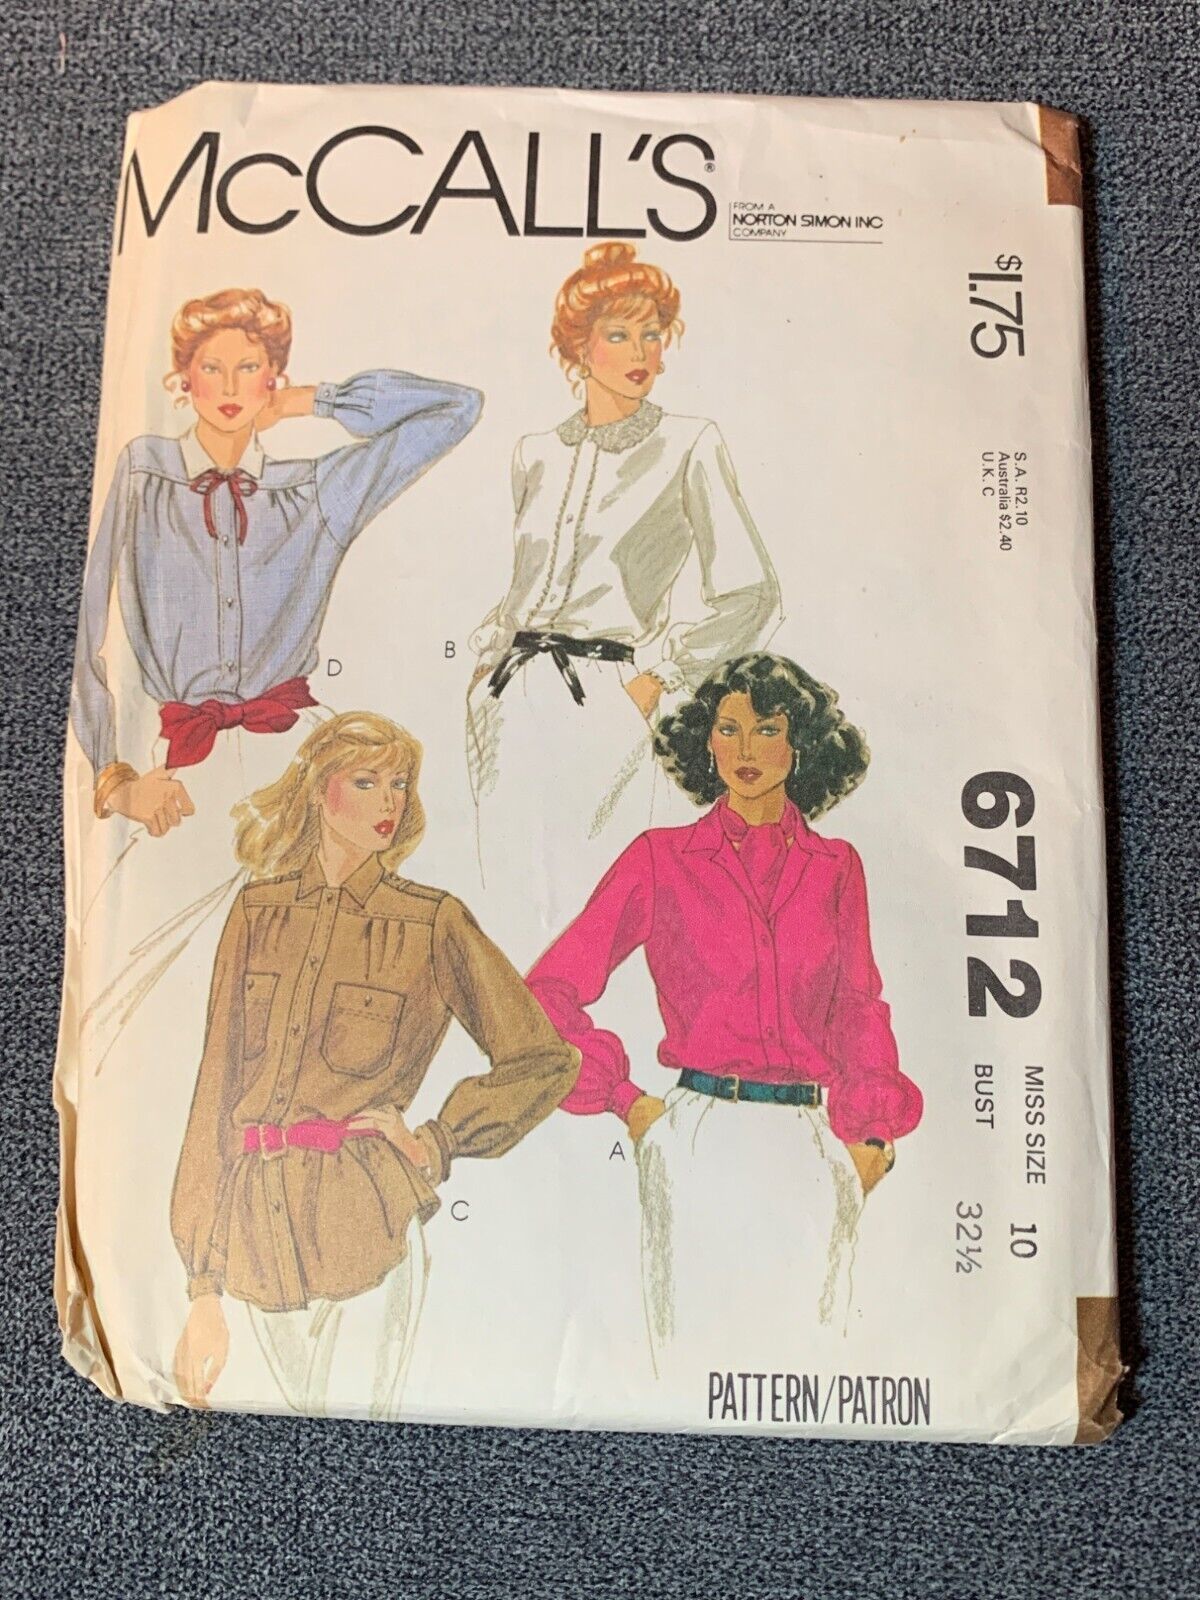 McCALL'S®
FROM A
NORTON SIMON INC
COMPANY
$1.75
S.A. R2.10
Australia $2.40
U.K. C
D
B
6712
MISS SIZE 10
BUST 32½
A
C
PATTERN/PATRON